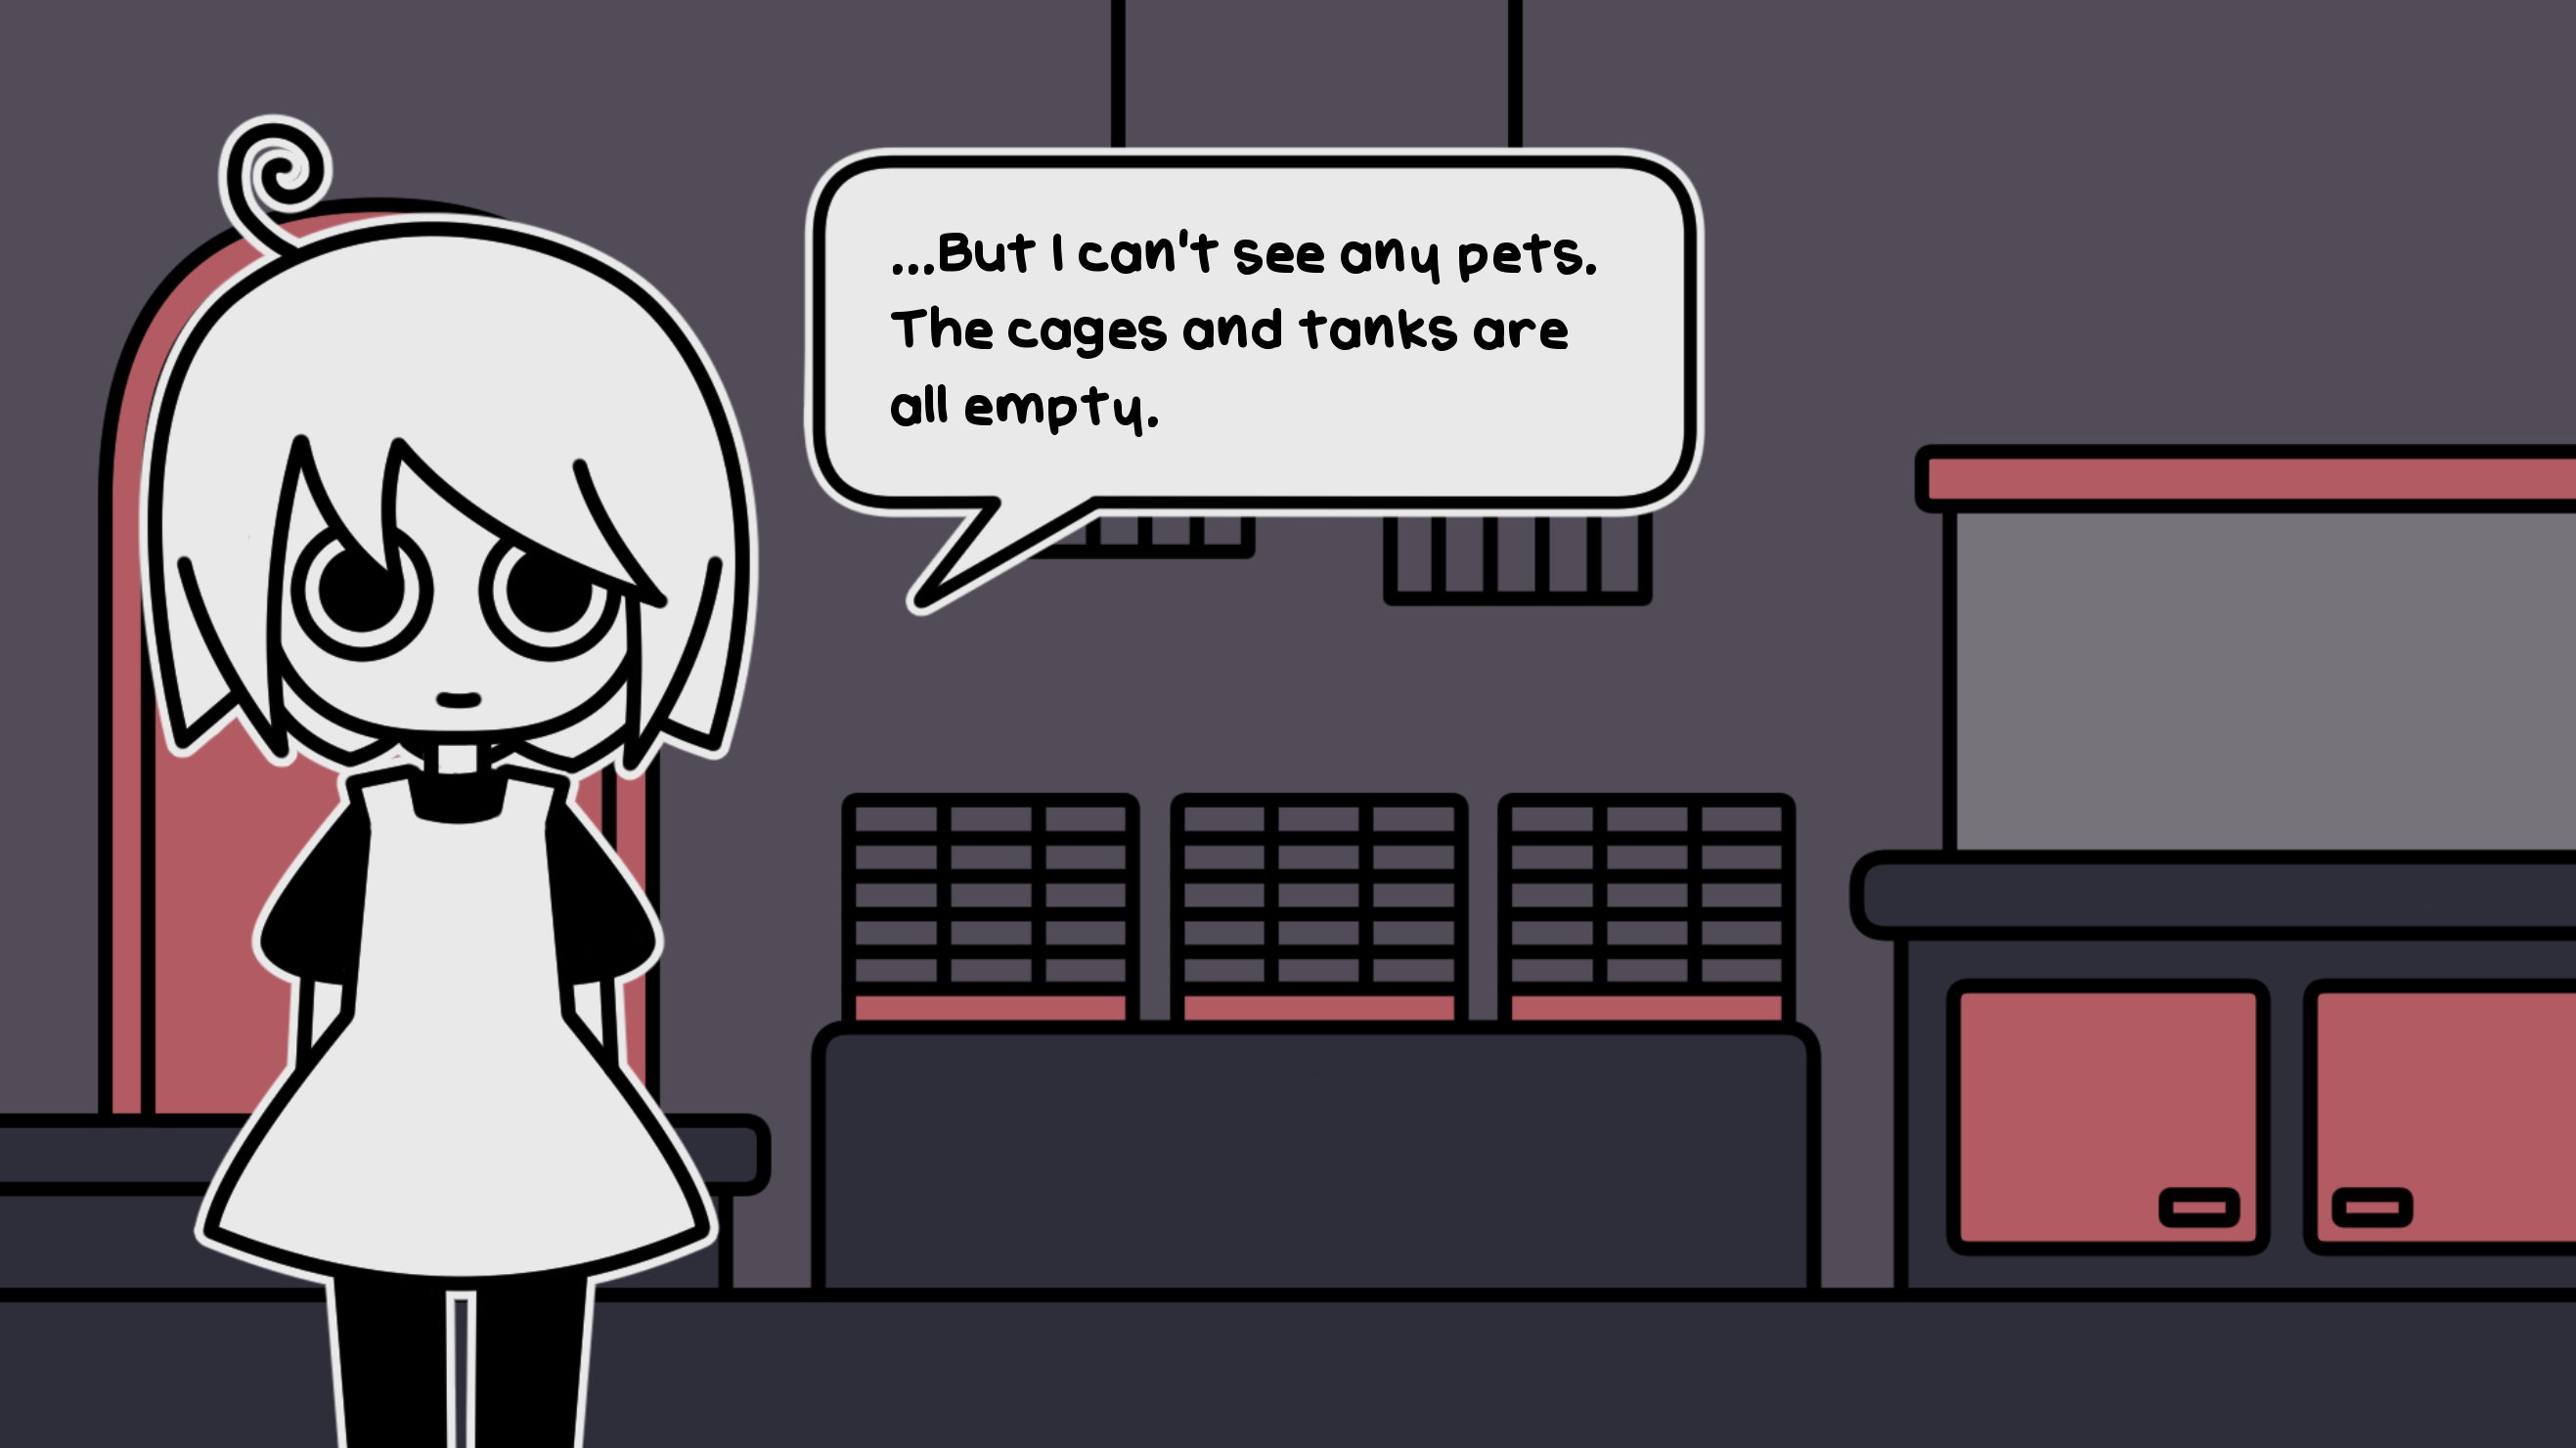 ...But I can't see any pets.
The cages and tanks are
all empty.